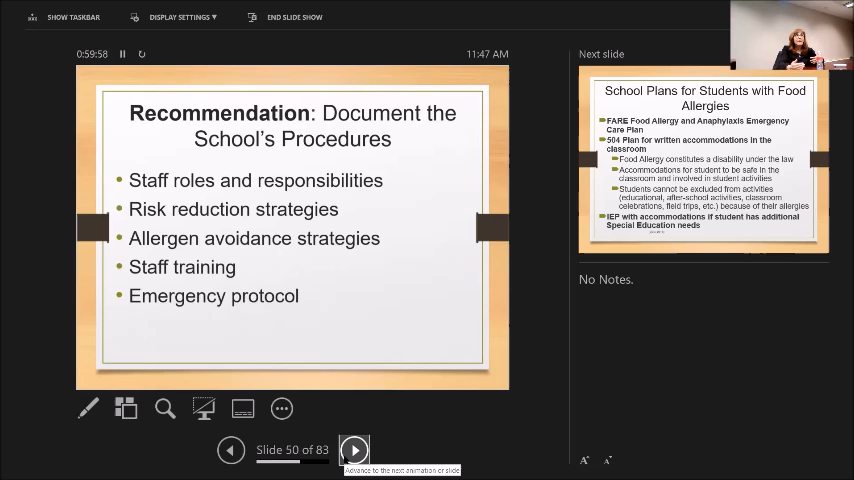 SHOW TASKBAR
DISPLAY SETTINGS ▼
END SLIDE SHOW
0:59:58
11:47 AM
Recommendation: Document the
School's Procedures
Staff roles and responsibilities
Risk reduction strategies
Allergen avoidance strategies
Staff training
Emergency protocol
Slide 50 of 83
Advance to the next animation or slide
Next slide
School Plans for Students with Food
Allergies
FARE Food Allergy and Anaphylaxis Emergency
Care Plan
504 Plan for written accommodations in the
classroom
Food Allergy constitutes a disability under the law
Accommodations for student to be safe in the
classroom and involved in student activities
Students cannot be excluded from activities
(educational, after-school activities, classroom
celebrations, field trips, etc.) because of their allergies
IEP with accommodations if student has additional
Special Education needs
No Notes.
A A